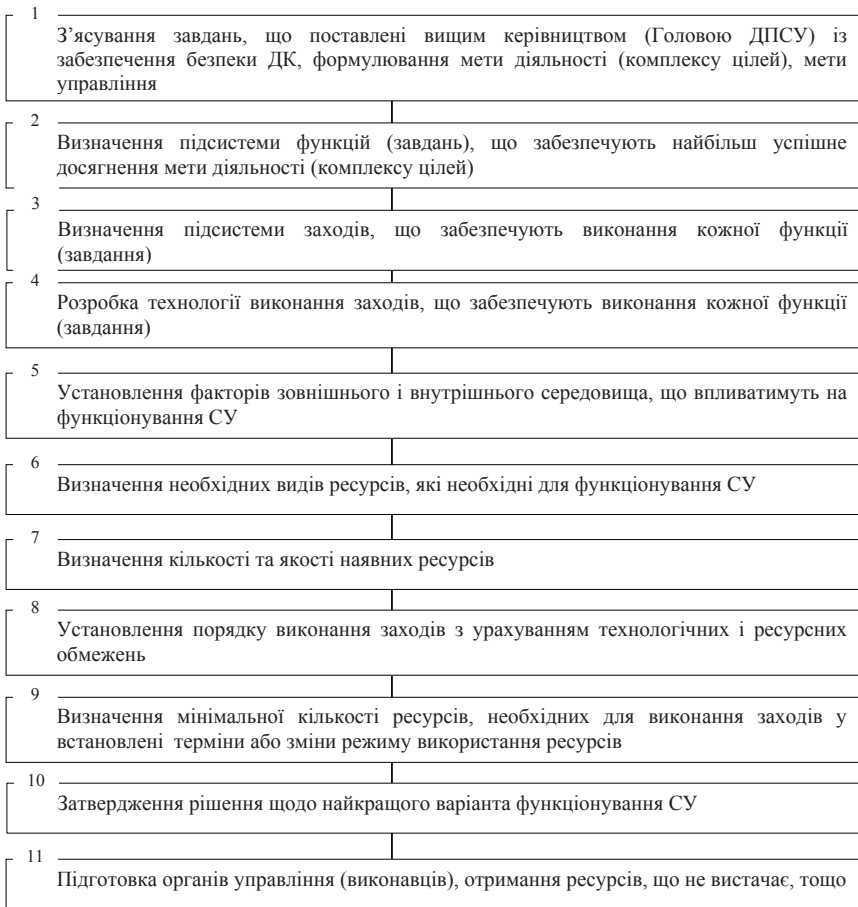 1
З’ясування завдань, що поставлені вищим керівництвом (Головою ДПСУ) із
забезпечення безпеки ДК, формулювання мети діяльності (комплексу цілей), мети
управління
2
Визначення підсистеми функцій (завдань), що забезпечують найбільш успішне
досягнення мети діяльності (комплексу цілей)
3
Визначення підсистеми заходів, що забезпечують виконання кожної функції
(завдання)
4
Розробка технології виконання заходів, що забезпечують виконання кожної функції
(завдання)
5
Установлення факторів зовнішнього і внутрішнього середовища, що впливатимуть на
функціонування СУ
6
Визначення необхідних видів ресурсів, які необхідні для функціонування СУ
7
Визначення кількості та якості наявних ресурсів
8
Установлення порядку виконання заходів з урахуванням технологічних і ресурсних
обмежень
9
Визначення мінімальної кількості ресурсів, необхідних для виконання заходів у
встановлені терміни або зміни режиму використання ресурсів
10
Затвердження рішення щодо найкращого варіанта функціонування СУ
11
Підготовка органів управління (виконавців), отримання ресурсів, що не вистачає, тощо